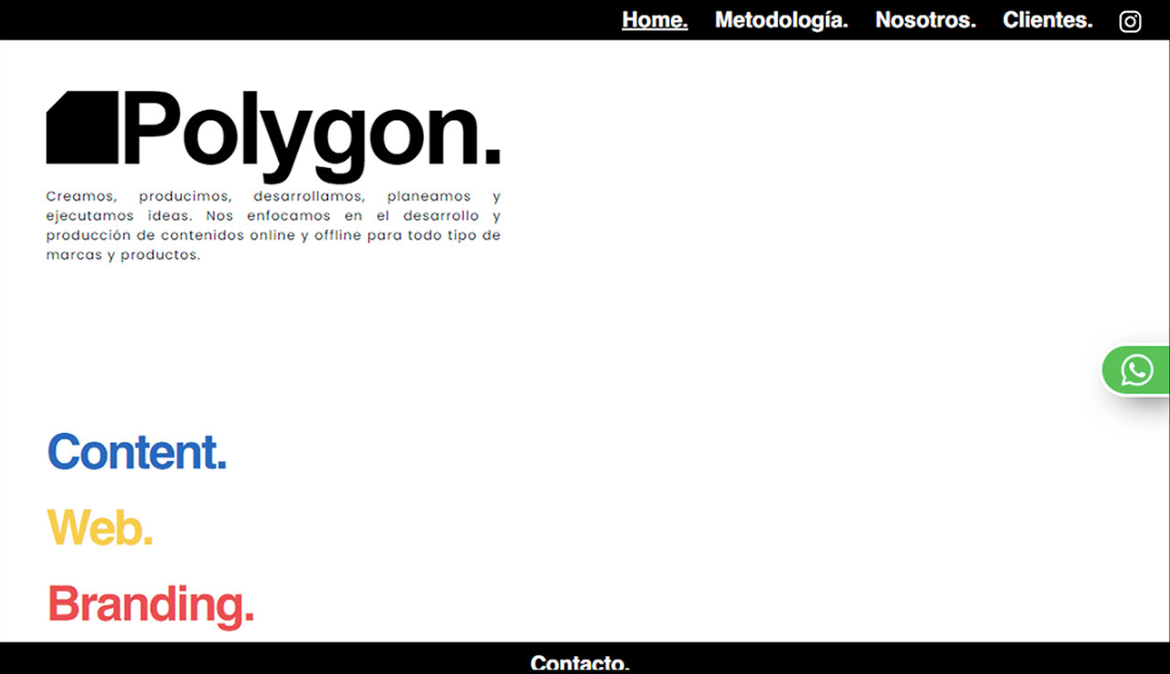 Home. Metodología. Nosotros. Clientes.
Polygon.
Creamos, producimos, desarrollamos, planeamos y
ejecutamos ideas. Nos enfocamos en el desarrollo y
producción de contenidos online y offline para todo tipo de
marcas y productos.
Content.
Web.
Branding.
Contacto.